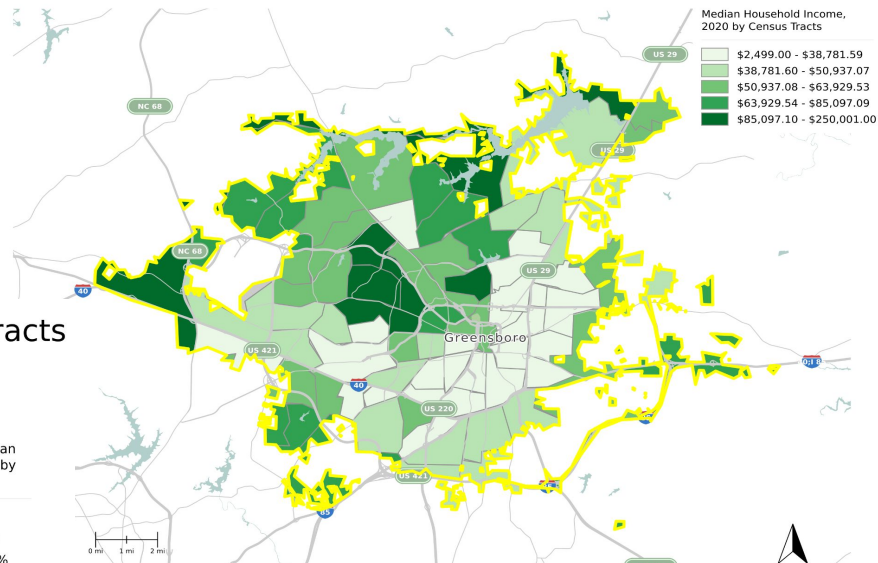 Median Household Income,
2020 by Census Tracts
$2,499.00 - $38,781.59
$38,781.60 - $50,937.07
$50,937.08 - $63,929.53
$63,929.54 - $85,097.09
$85,097.10 - $250,001.00
US 29
NC 68
US 29
NC 68
US 29
40
racts
Greensboro
US 421
40
US 220
an
by
US 421
85
0 mi 1 mi 2 mi
%